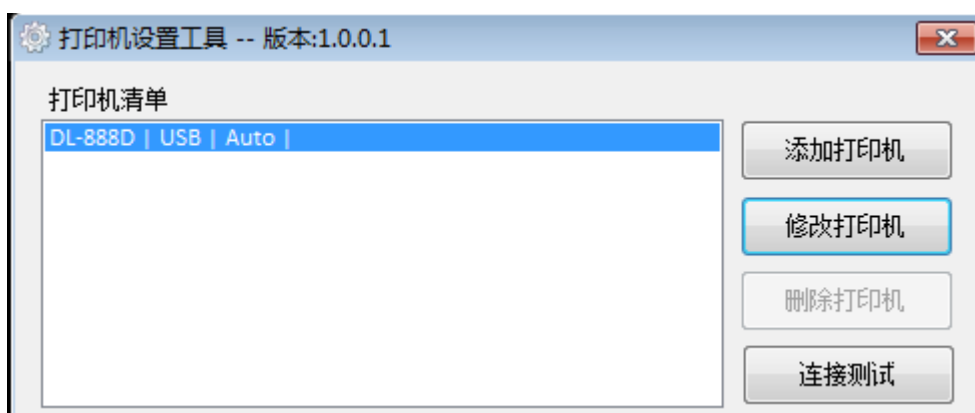 打印机设置工具 -- 版本:1.0.0.1
打印机清单
DL-888D | USB | Auto |
添加打印机
修改打印机
删除打印机
连接测试